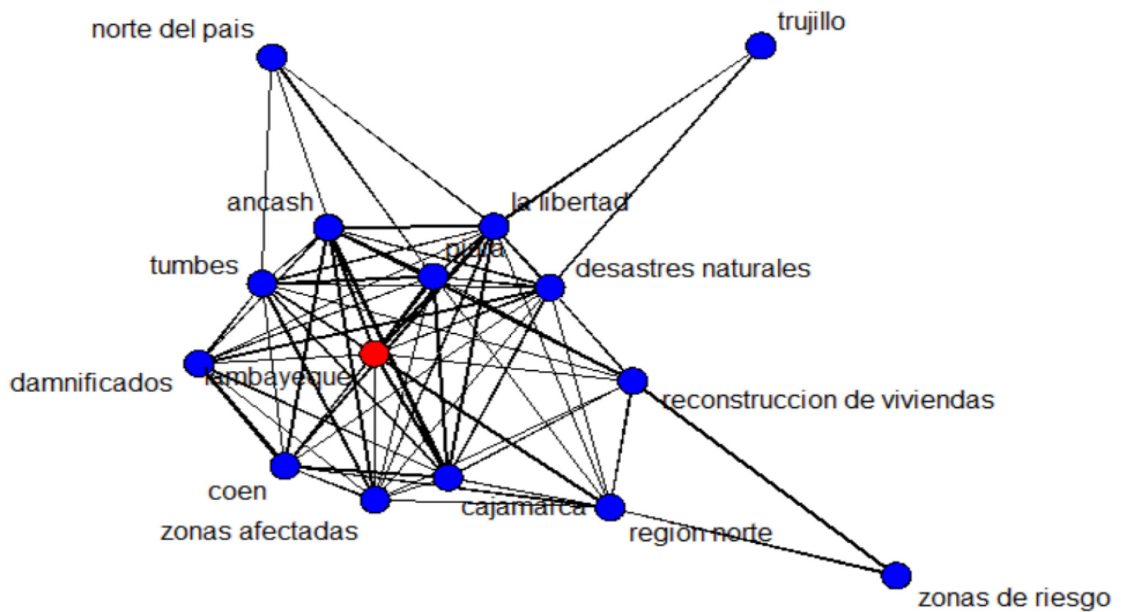 trujillo
norte del pais
ancash
la libertad
piura
tumbes
desastres naturales
damnificados
lambayeque
reconstruccion de viviendas
coen
cajamarca
zonas afectadas
region norte
zonas de riesgo